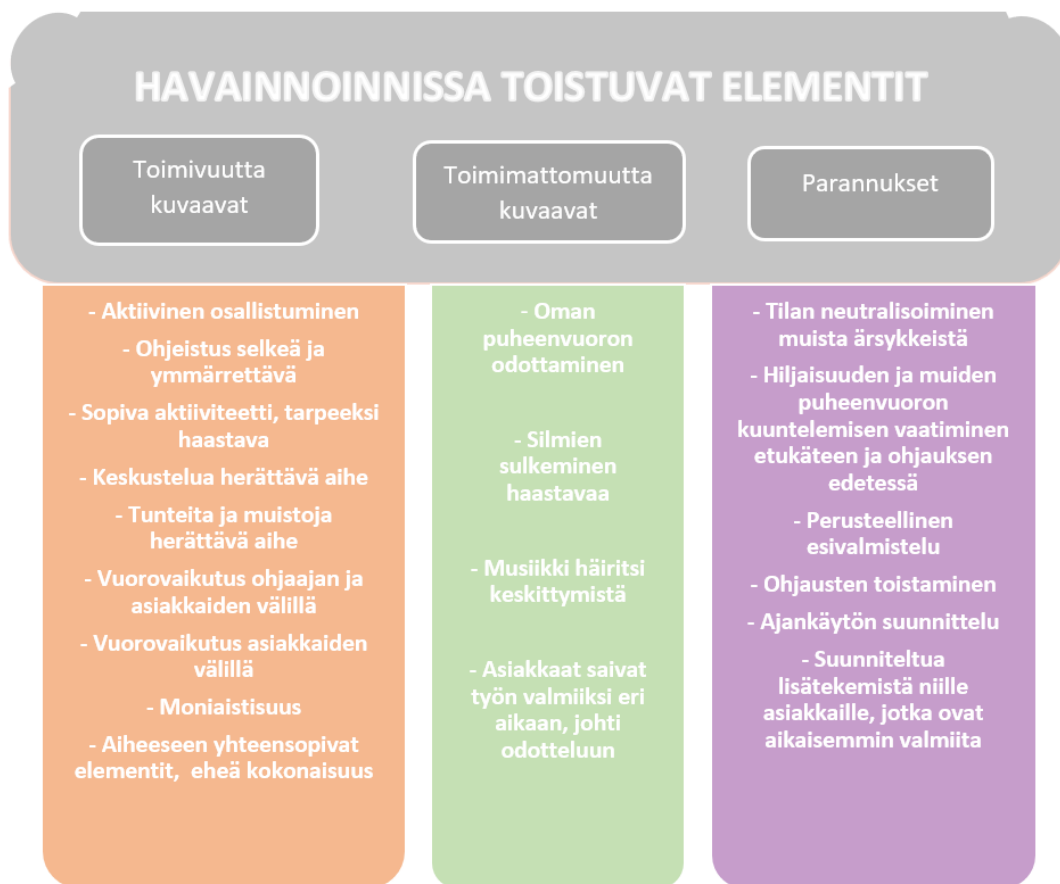 HAVAINNOINNISSA TOISTUVAT ELEMENTIT
Toimivuutta
kuvaavat
Toimimattomuutta
kuvaavat
Parannukset
- Aktiivinen osallistuminen
- Ohjeistus selkeä ja
ymmärrettävä
- Sopiva aktiiviteetti, tarpeeksi
haastava
- Keskustelua herättävä aihe
- Tunteita ja muistoja
herättävä aihe
- Vuorovaikutus ohjaajan ja
asiakkaiden välillä
- Vuorovaikutus asiakkaiden
välillä
- Moniaistisuus
- Aiheeseen yhteensopivat
elementit, eheä kokonaisuus
- Oman
puheenvuoron
odottaminen
- Silmien
sulkeminen
haastavaa
- Musiikki häiritsi
keskittymistä
- Asiakkaat saivat
työn valmiiksi eri
aikaan, johti
odotteluun
- Tilan neutralisoiminen
muista ärsykkeistä
- Hiljaisuuden ja muiden
puheenvuoron
kuuntelemisen vaatiminen
etukäteen ja ohjauksen
edetessä
- Perusteellinen
esivalmistelu
- Ohjausten toistaminen
- Ajankäytön suunnittelu
- Suunniteltua
lisätekemistä niille
asiakkaille, jotka ovat
aikaisemmin valmiita